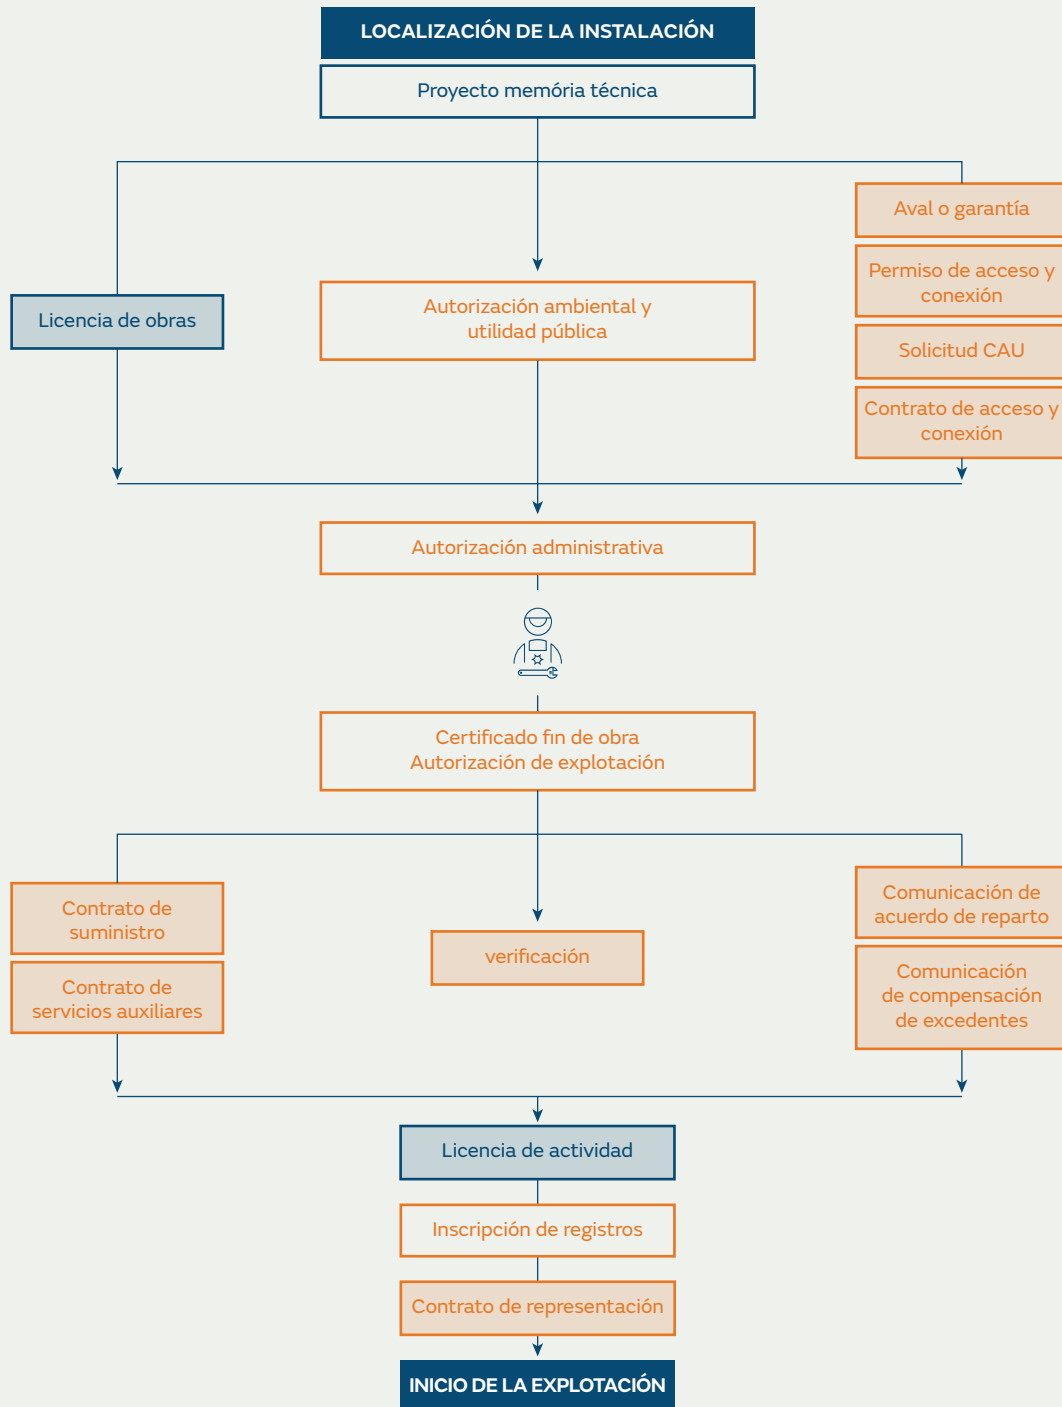 LOCALIZACIÓN DE LA INSTALACIÓN
Proyecto memória técnica
Aval o garantía
Permiso de acceso y
conexión
Solicitud CAU
Contrato de acceso y
conexión
Autorización ambiental y
utilidad pública
Licencia de obras
Autorización administrativa
Certificado fin de obra
Autorización de explotación
Contrato de
suministro
Contrato de
servicios auxiliares
verificación
Comunicación de
acuerdo de reparto
Comunicación
de compensación
de excedentes
Licencia de actividad
Inscripción de registros
Contrato de representación
INICIO DE LA EXPLOTACIÓN